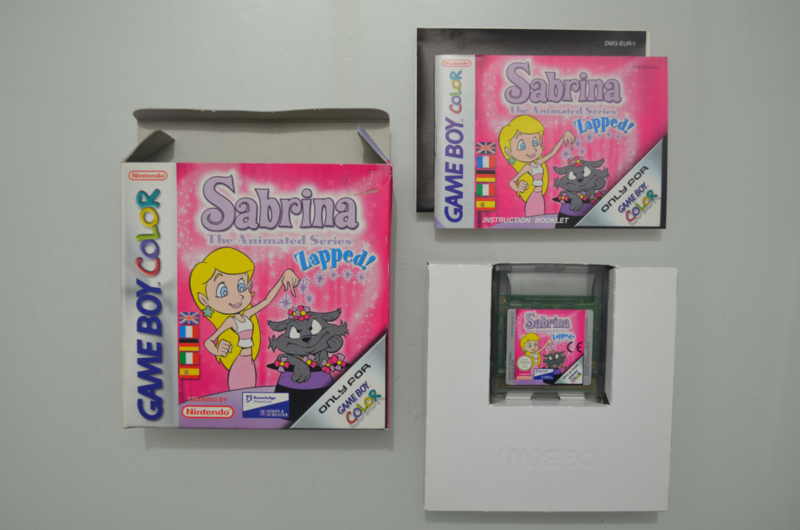 Nintendo
GAME BOY COLOR
Sabrina
The Animated Series
Zapped!
LICENSED BY
Nintendo
Knowledge Adventure
SIMON & SCHUSTER
ONLY FOR
GAME BOY
COLOR
DMG-EUR-1
Nintendo
GAME BOY COLOR
Sabrina
The Animated Series
Zapped!
INSTRUCTION BOOKLET
ONLY FOR
GAME BOY
COLOR
Sabrina
Zapped!
CE